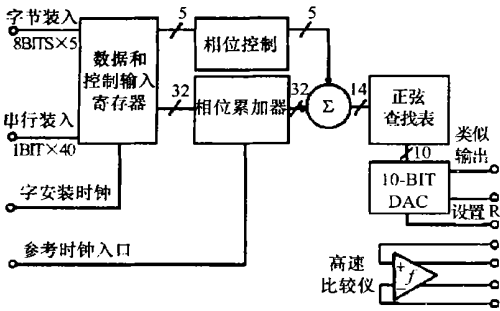 字节装入
8BITS×5
数据和
控制输入
寄存器
串行装入
1BIT×40
字安装时钟
参考时钟入口
5
相位控制
5
32
相位累加器
32
Σ
14
正弦
查找表
10
10-BIT
DAC
类似
输出
设置 R
高速
比较仪
+
f
−